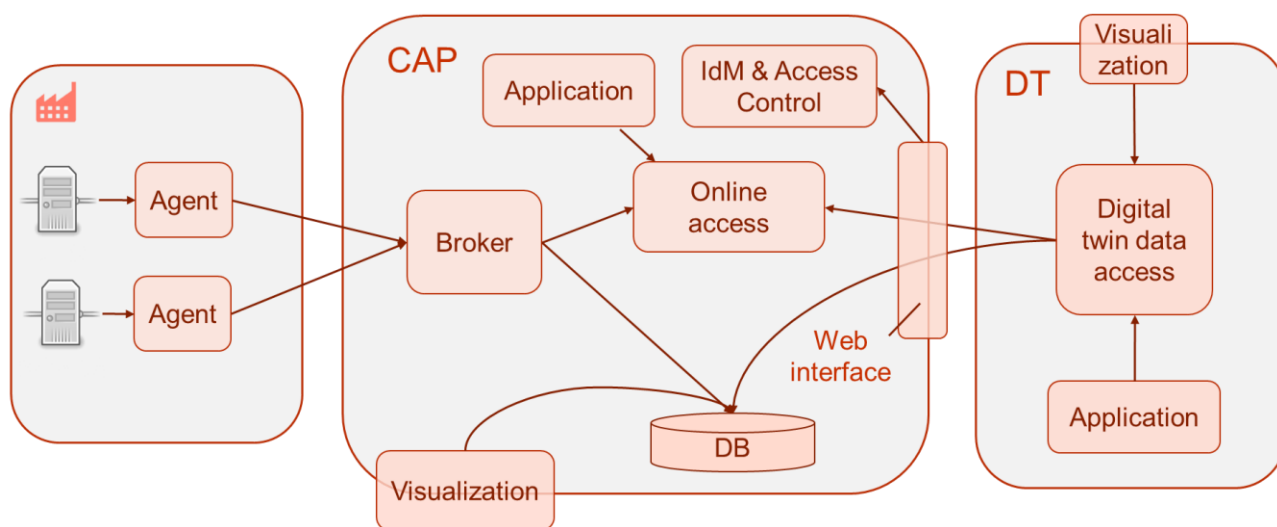 CAP
Application
IdM & Access
Control
Agent
Agent
Broker
Online
access
Web
interface
DB
Visualization
DT
Visuali
zation
Digital
twin data
access
Application